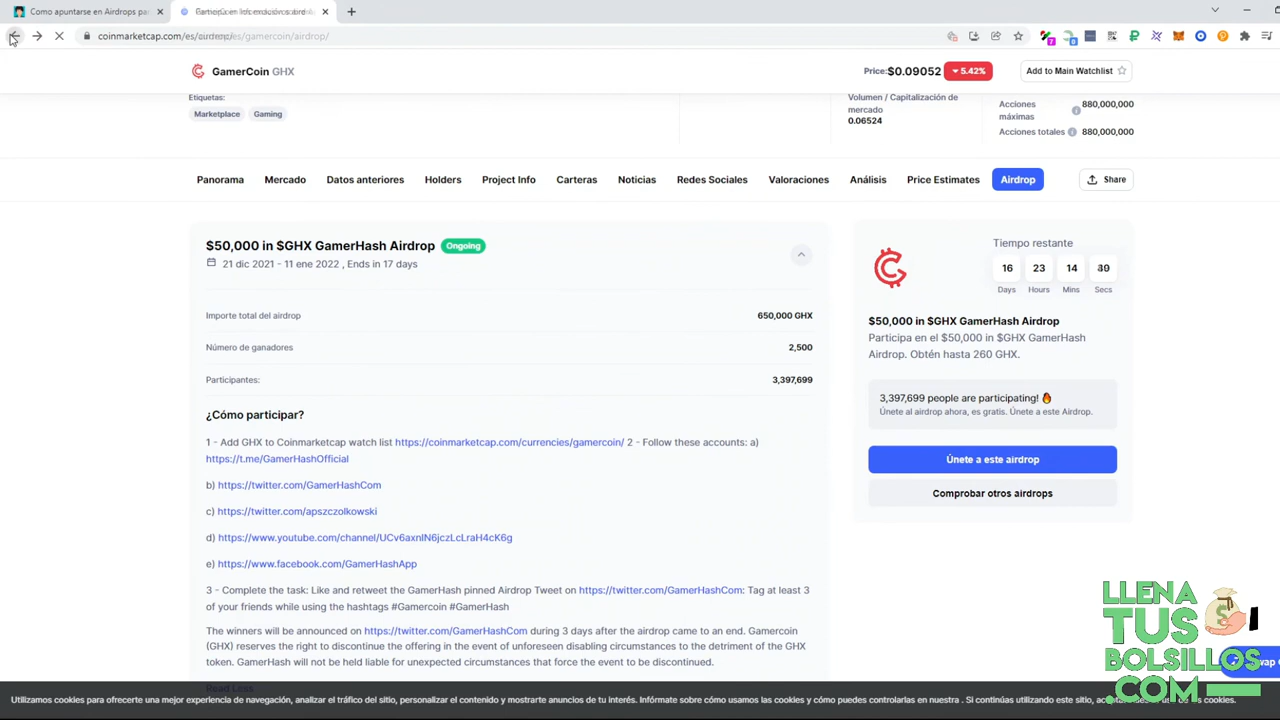 Como apuntarse en Airdrops pa
coinmarketcap.com/es/airdrop/
GamerCoin GHX
Price: $0.09052 5.42%
Add to Main Watchlist
Etiquetas:
Marketplace Gaming
Volumen / Capitalización de
mercado
0.06524
Acciones
máximas
880,000,000
Acciones totales 880,000,000
Panorama Mercado Datos anteriores Holders Project Info Carteras Noticias Redes Sociales Valoraciones Análisis Price Estimates Airdrop Share
$50,000 in $GHX GamerHash Airdrop Ongoing
21 dic 2021 - 11 ene 2022 , Ends in 17 days
Importe total del airdrop 650,000 GHX
Número de ganadores 2,500
Participantes: 3,397,699
¿Cómo participar?
1 - Add GHX to Coinmarketcap watch list https://coinmarketcap.com/currencies/gamercoin/ 2 - Follow these accounts: a)
https://t.me/GamerHashOfficial
b) https://twitter.com/GamerHashCom
c) https://twitter.com/apszczolkowski
d) https://www.youtube.com/channel/UCv6axnIN6jczLcLraH4cK6g
e) https://www.facebook.com/GamerHashApp
3 - Complete the task: Like and retweet the GamerHash pinned Airdrop Tweet on https://twitter.com/GamerHashCom: Tag at least 3
of your friends while using the hashtags #Gamercoin #GamerHash
The winners will be announced on https://twitter.com/GamerHashCom during 3 days after the airdrop came to an end. Gamercoin
(GHX) reserves the right to discontinue the offering in the event of unforeseen disabling circumstances to the detriment of the GHX
token. GamerHash will not be held liable for unexpected circumstances that force the event to be discontinued.
Read Less
Tiempo restante
16 23 14
Days Hours Mins Secs
$50,000 in $GHX GamerHash Airdrop
Participa en el $50,000 in $GHX GamerHash
Airdrop. Obtén hasta 260 GHX.
3,397,699 people are participating!
Únete al airdrop ahora, es gratis. Únete a este Airdrop.
Únete a este airdrop
Comprobar otros airdrops
LLENA
TUS
BOLSILLOS
.COM
Utilizamos cookies para ofrecerte una mejor experiencia de navegación, analizar el tráfico del sitio, personalizar el contenido y mostrarte anuncios de tu interés. Infórmate sobre cómo usamos las cookies y cómo puedes controlarlas en nuestra . Si continúas utilizando este sitio,